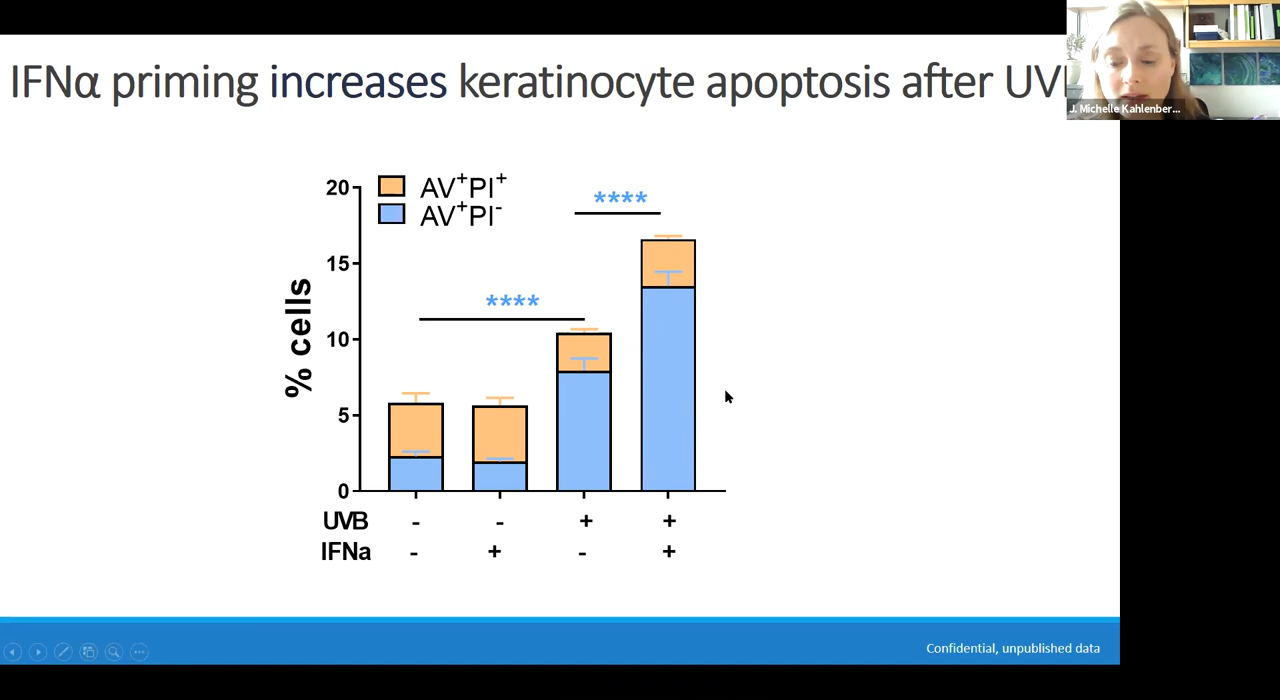 IFNα priming increases keratinocyte apoptosis after UV
J. Michelle Kahlenber...
AV+PI+
AV+PI-
****
****
20
15
10
5
0
% cells
UVB - - + +
IFNa - + - +
Confidential, unpublished data